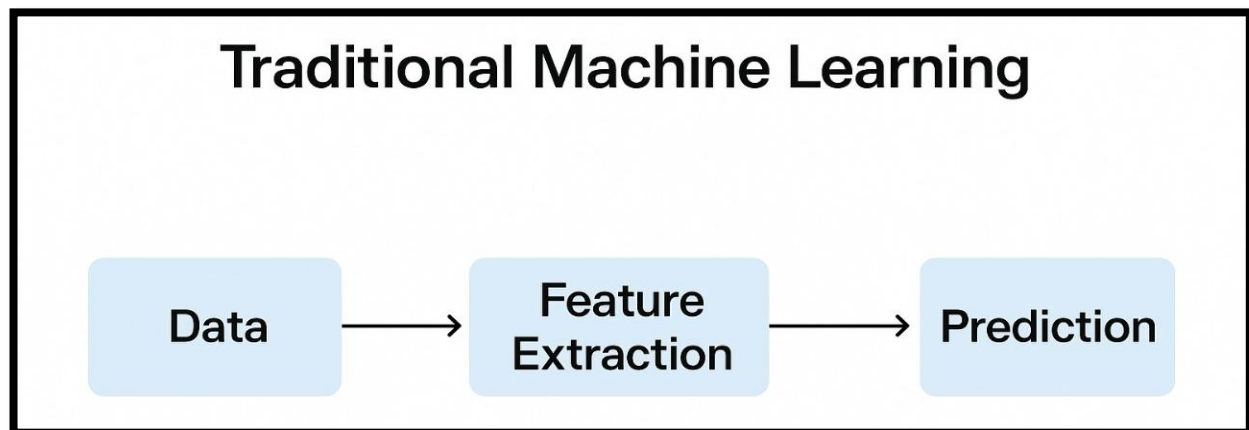 Traditional Machine Learning
Data
Feature
Extraction
Prediction